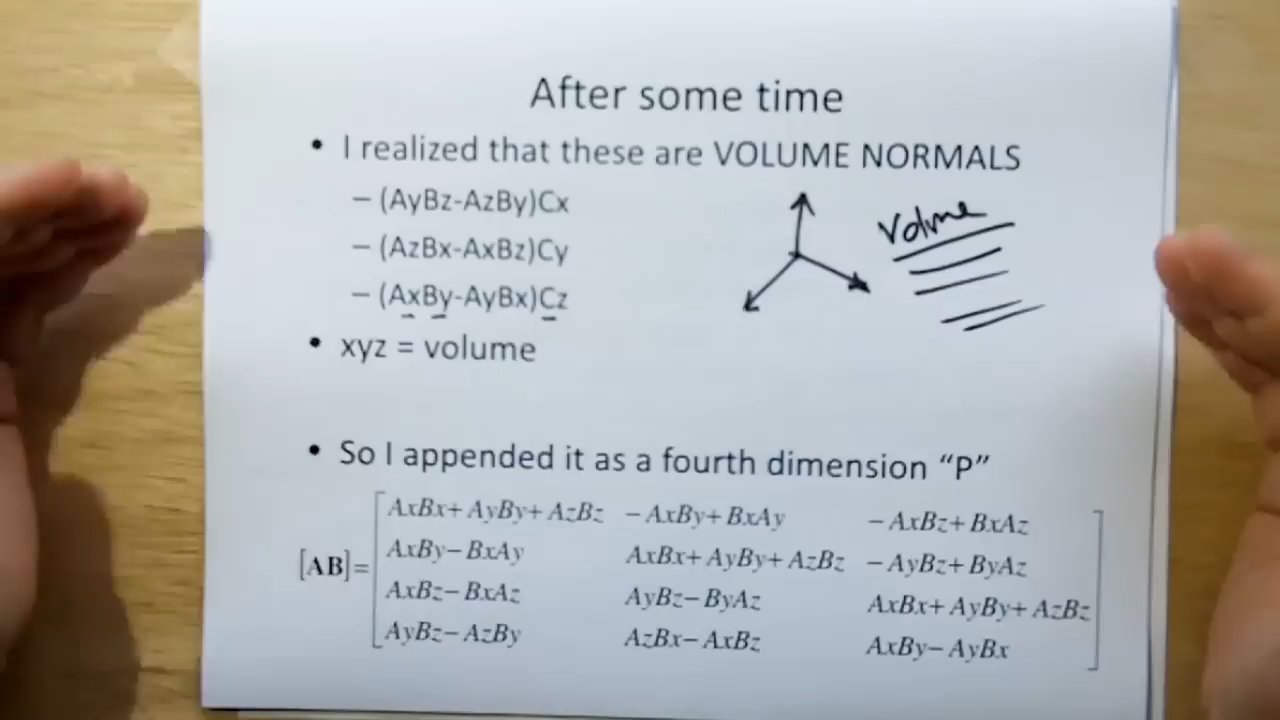 After some time
• I realized that these are VOLUME NORMALS
– (AyBz-AzBy)Cx
– (AzBx-AxBz)Cy
– (AxBy-AyBx)Cz
Volume
• xyz = volume
• So I appended it as a fourth dimension “P”
[AB]=
AxBx+ AyBy+ AzBz – AxBy+ BxAy – AxBz+ BxAz
AxBy– BxAy AxBx+ AyBy+ AzBz – AyBz+ ByAz
AxBz– BxAz AyBz– ByAz AxBx+ AyBy+ AzBz
AyBz– AzBy AzBx– AxBz AxBy– AyBx